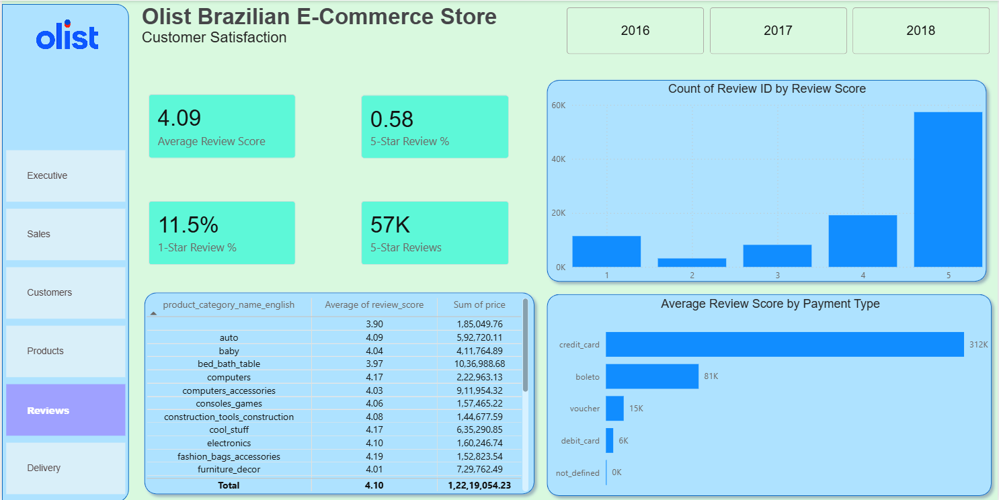 olist
Executive
Sales
Customers
Products
Reviews
Delivery
Olist Brazilian E-Commerce Store
Customer Satisfaction
2016 2017 2018
4.09
Average Review Score
0.58
5-Star Review %
11.5%
1-Star Review %
57K
5-Star Reviews
Count of Review ID by Review Score
60K
40K
20K
0K
1 2 3 4 5
product_category_name_english Average of review_score Sum of price
3.90 1,85,049.76
auto 4.09 5,92,720.11
baby 4.04 4,11,764.89
bed_bath_table 3.97 10,36,988.68
computers 4.17 2,22,963.13
computers_accessories 4.03 9,11,954.32
consoles_games 4.06 1,57,465.22
construction_tools_construction 4.08 1,44,677.59
cool_stuff 4.17 6,35,290.85
electronics 4.10 1,60,246.74
fashion_bags_accessories 4.19 1,52,823.54
furniture_decor 4.01 7,29,762.49
Total 4.10 1,22,19,054.23
Average Review Score by Payment Type
credit_card 312K
boleto 81K
voucher 15K
debit_card 6K
not_defined 0K